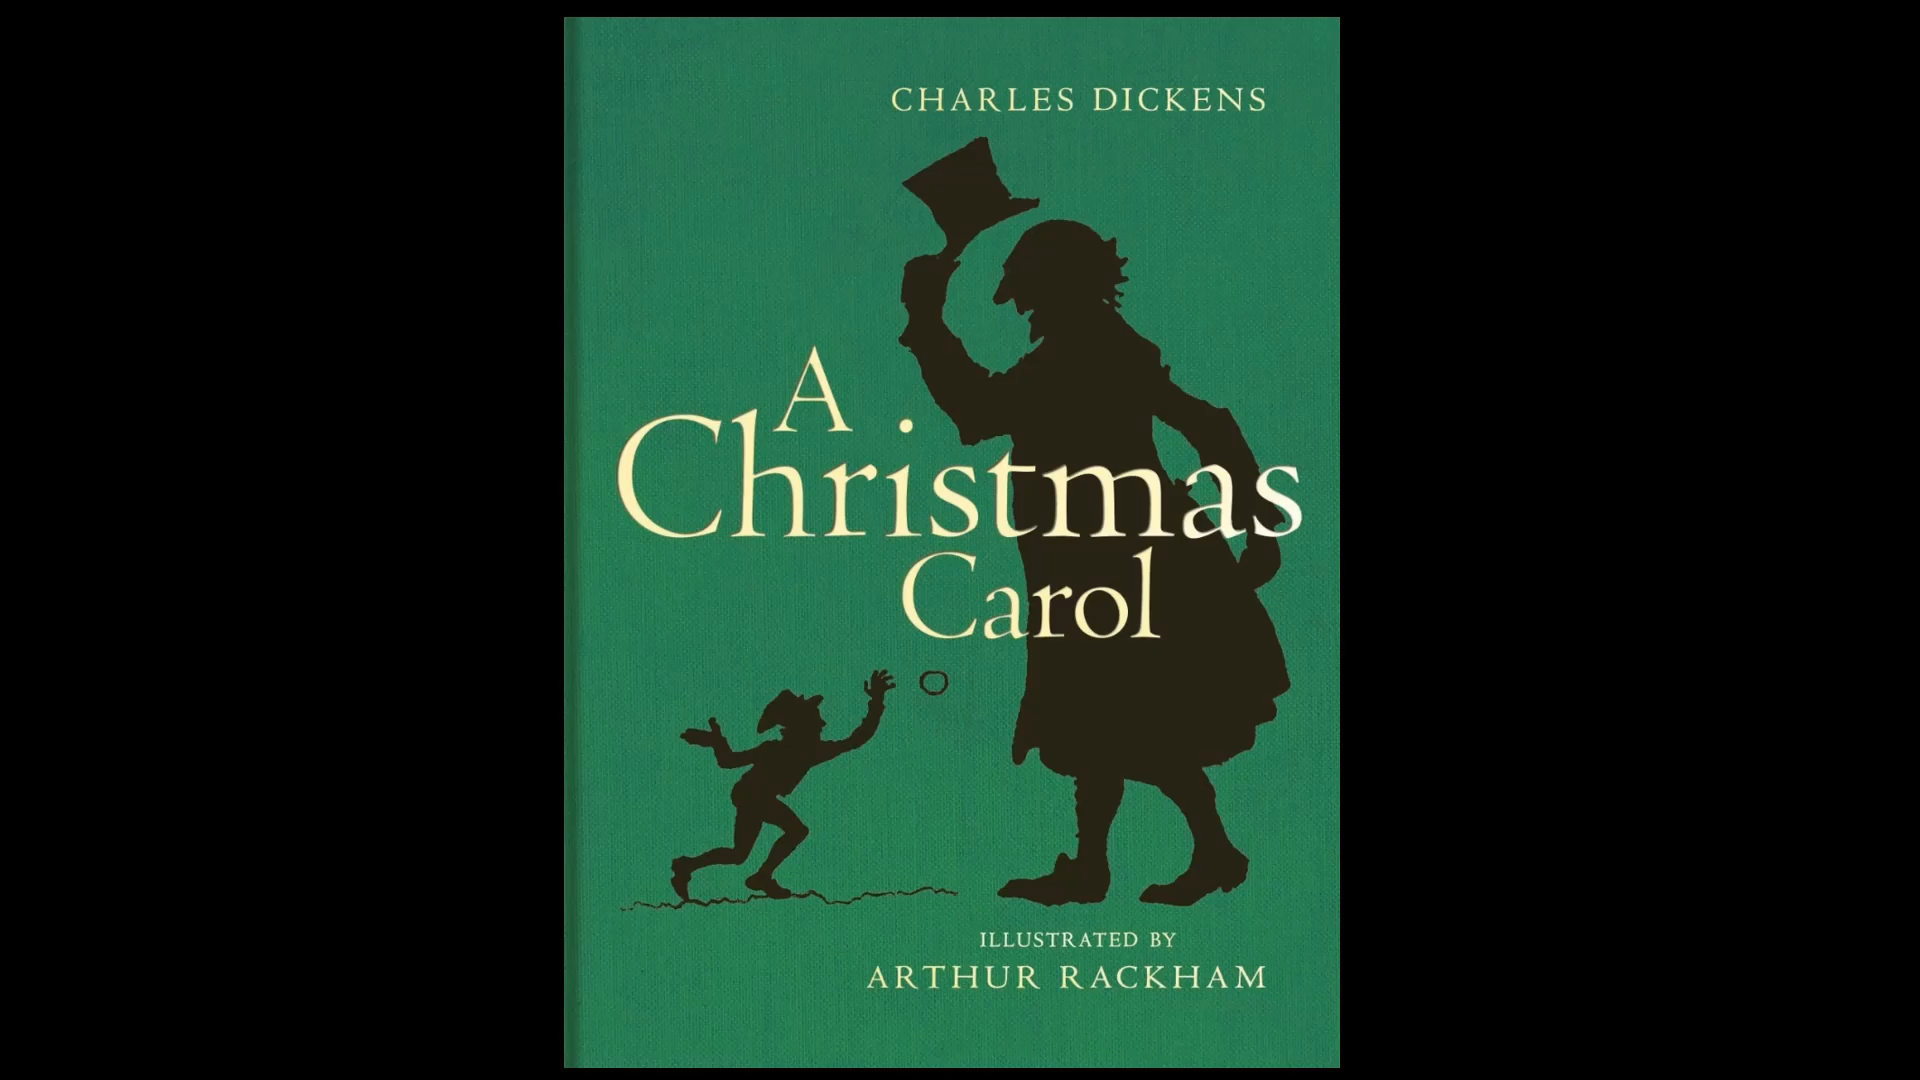 CHARLES DICKENS
A
Christmas
Carol
ILLUSTRATED BY
ARTHUR RACKHAM